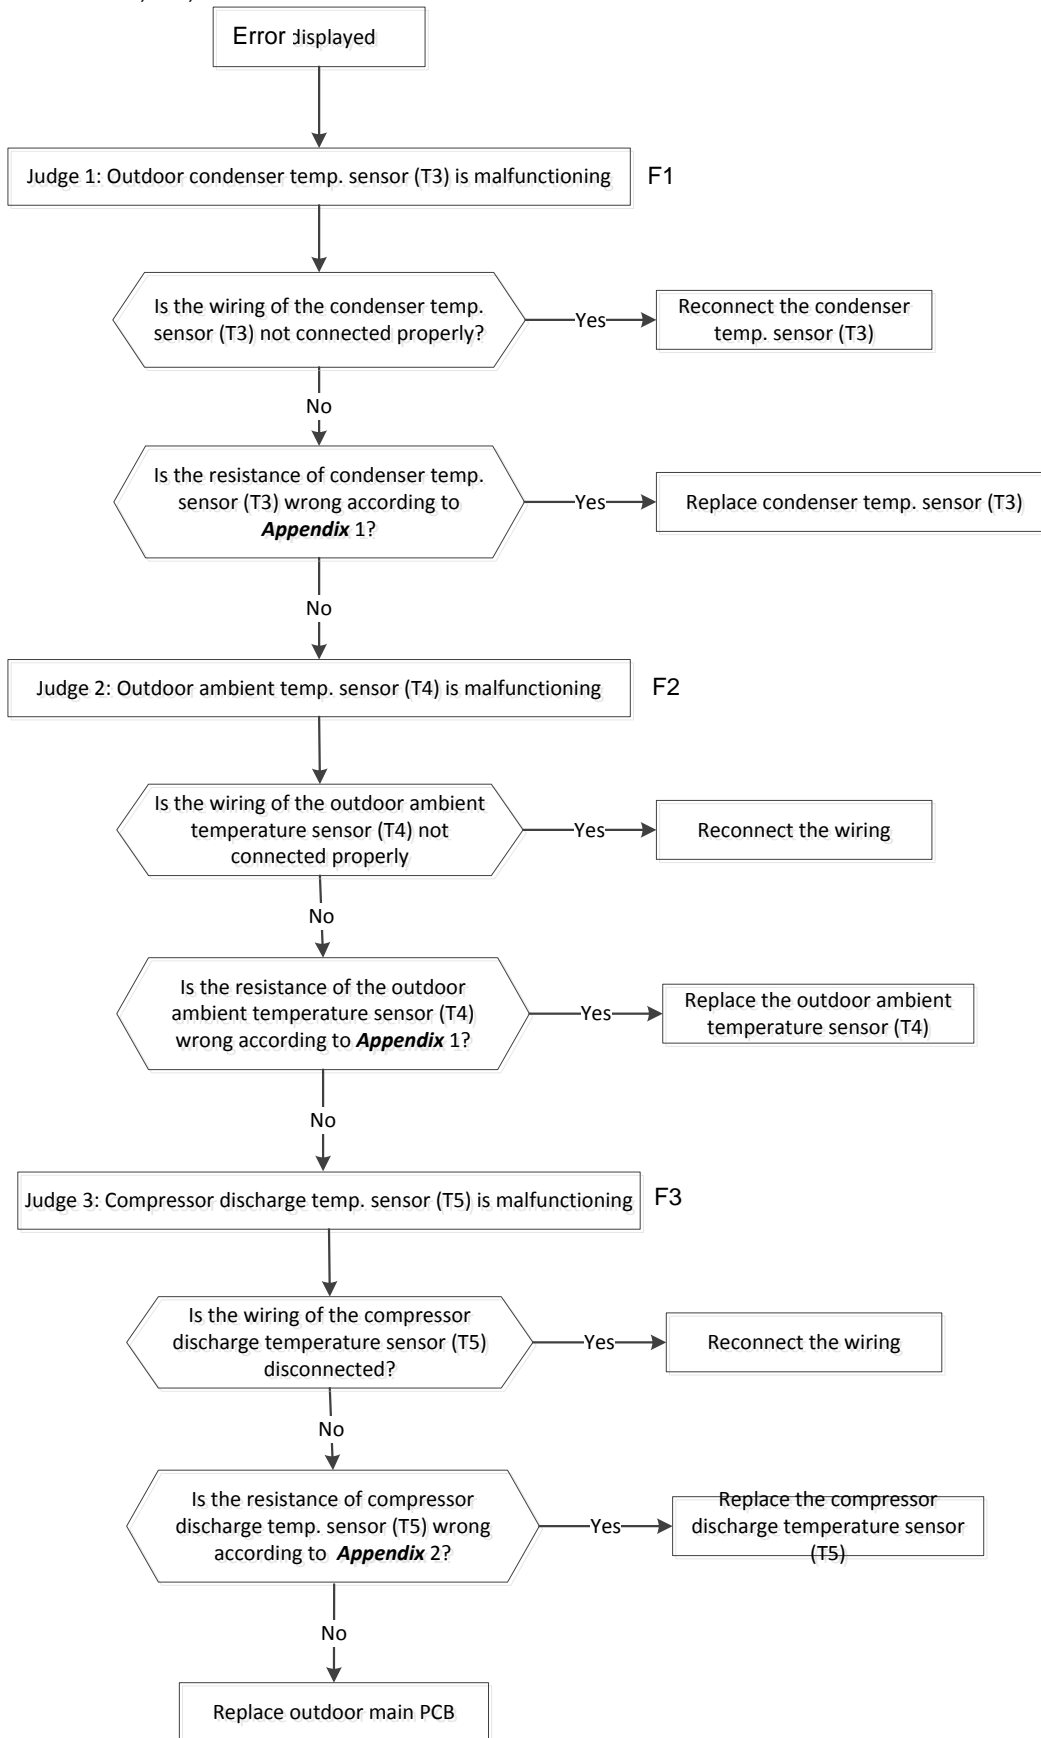 Error displayed
Judge 1: Outdoor condenser temp. sensor (T3) is malfunctioning
F1
Is the wiring of the condenser temp.
sensor (T3) not connected properly?
Yes
Reconnect the condenser
temp. sensor (T3)
No
Is the resistance of condenser temp.
sensor (T3) wrong according to
Appendix 1?
Yes
Replace condenser temp. sensor (T3)
No
Judge 2: Outdoor ambient temp. sensor (T4) is malfunctioning
F2
Is the wiring of the outdoor ambient
temperature sensor (T4) not
connected properly
Yes
Reconnect the wiring
No
Is the resistance of the outdoor
ambient temperature sensor (T4)
wrong according to Appendix 1?
Yes
Replace the outdoor ambient
temperature sensor (T4)
No
Judge 3: Compressor discharge temp. sensor (T5) is malfunctioning
F3
Is the wiring of the compressor
discharge temperature sensor (T5)
disconnected?
Yes
Reconnect the wiring
No
Is the resistance of compressor
discharge temp. sensor (T5) wrong
according to Appendix 2?
Yes
Replace the compressor
discharge temperature sensor
(T5)
No
Replace outdoor main PCB